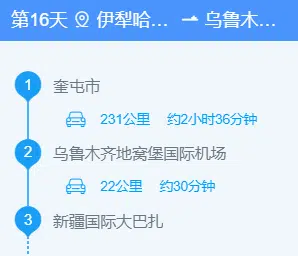 第16天 伊犁哈... 乌鲁木...
1 奎屯市
231公里 约2小时36分钟
2 乌鲁木齐地窝堡国际机场
22公里 约30分钟
3 新疆国际大巴扎